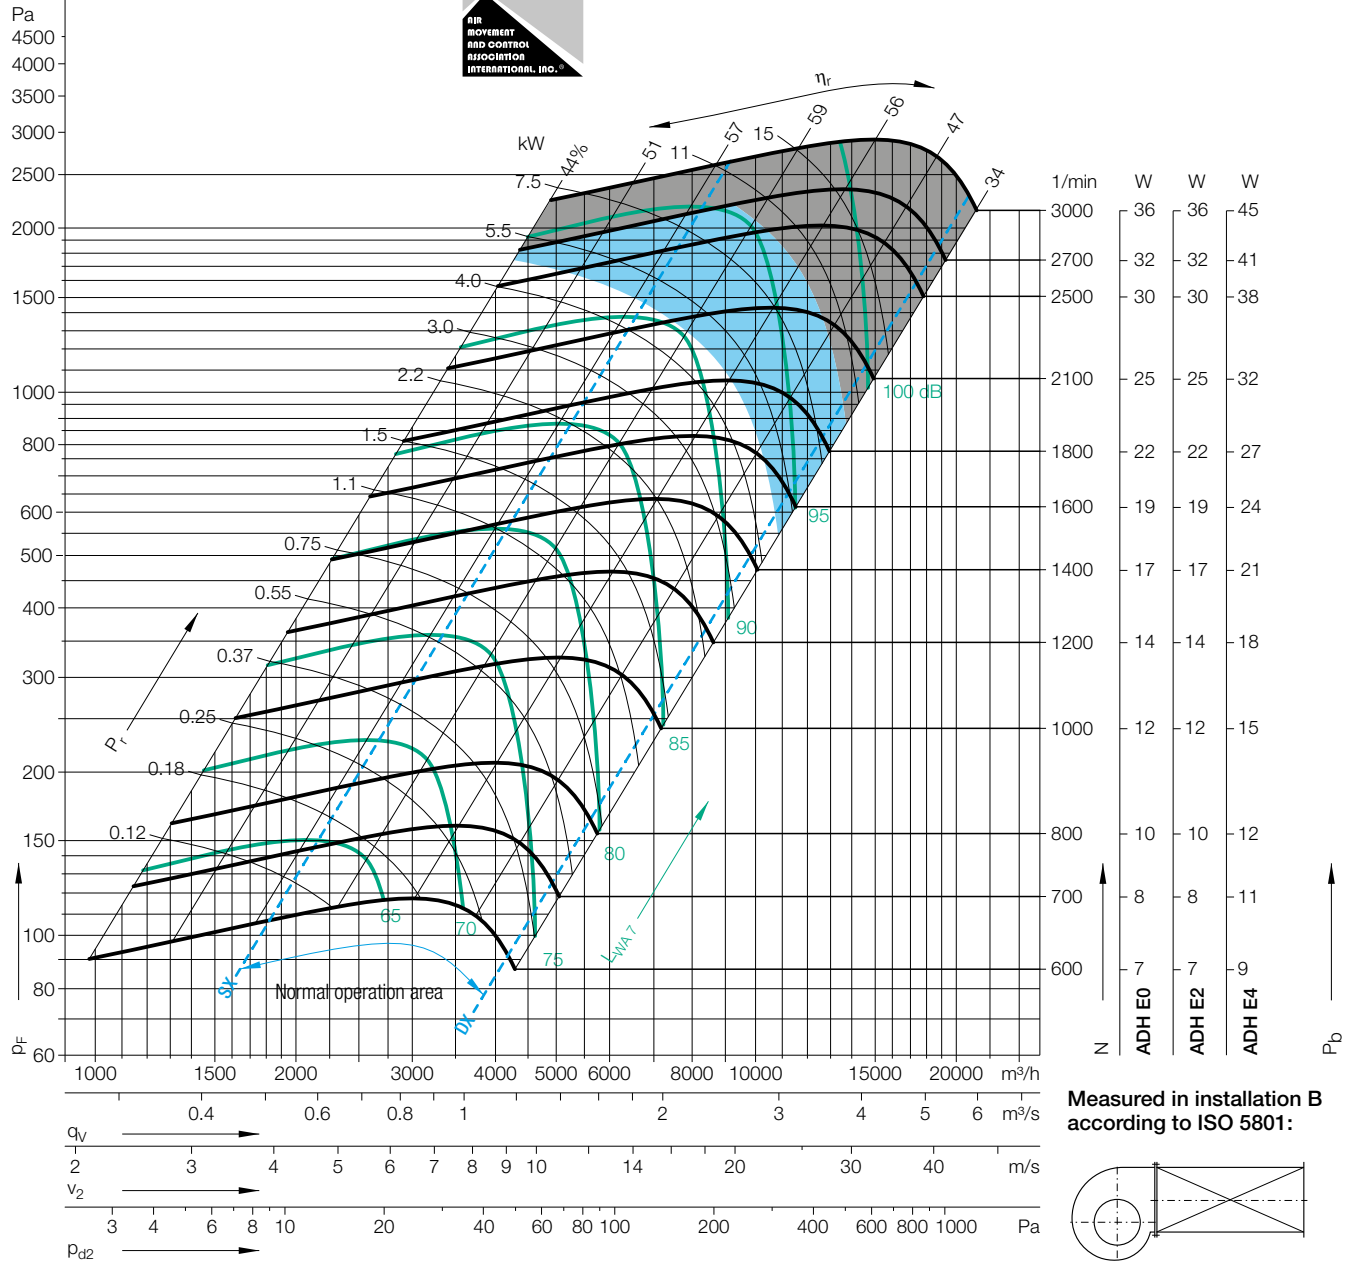 Pa
4500
4000
3500
3000
2500
2000
1500
1000
800
600
500
400
300
200
150
100
80
60
p_F
AIR
MOVEMENT
AND CONTROL
ASSOCIATION
INTERNATIONAL, INC.®
η_r
44%
51
57
59
56
47
34
kW
15
11
7.5
5.5
4.0
3.0
2.2
1.5
1.1
0.75
0.55
0.37
0.25
0.18
0.12
P_r
100 dB
95
90
85
80
75
70
65
L_WA 7
SX
Normal operation area
DX
1/min W W W
3000 36 36 45
2700 32 32 41
2500 30 30 38
2100 25 25 32
1800 22 22 27
1600 19 19 24
1400 17 17 21
1200 14 14 18
1000 12 12 15
800 10 10 12
700 8 8 11
600 7 7 9
N ADH E0 ADH E2 ADH E4 P_b
1000 1500 2000 3000 4000 5000 6000 8000 10000 15000 20000 m³/h
0.4 0.6 0.8 1 2 3 4 5 6 m³/s
q_V
2 3 4 5 6 7 8 9 10 14 20 30 40 m/s
v_2
3 4 6 8 10 20 40 60 80 100 200 400 600 800 1000 Pa
p_d2
Measured in installation B
according to ISO 5801: